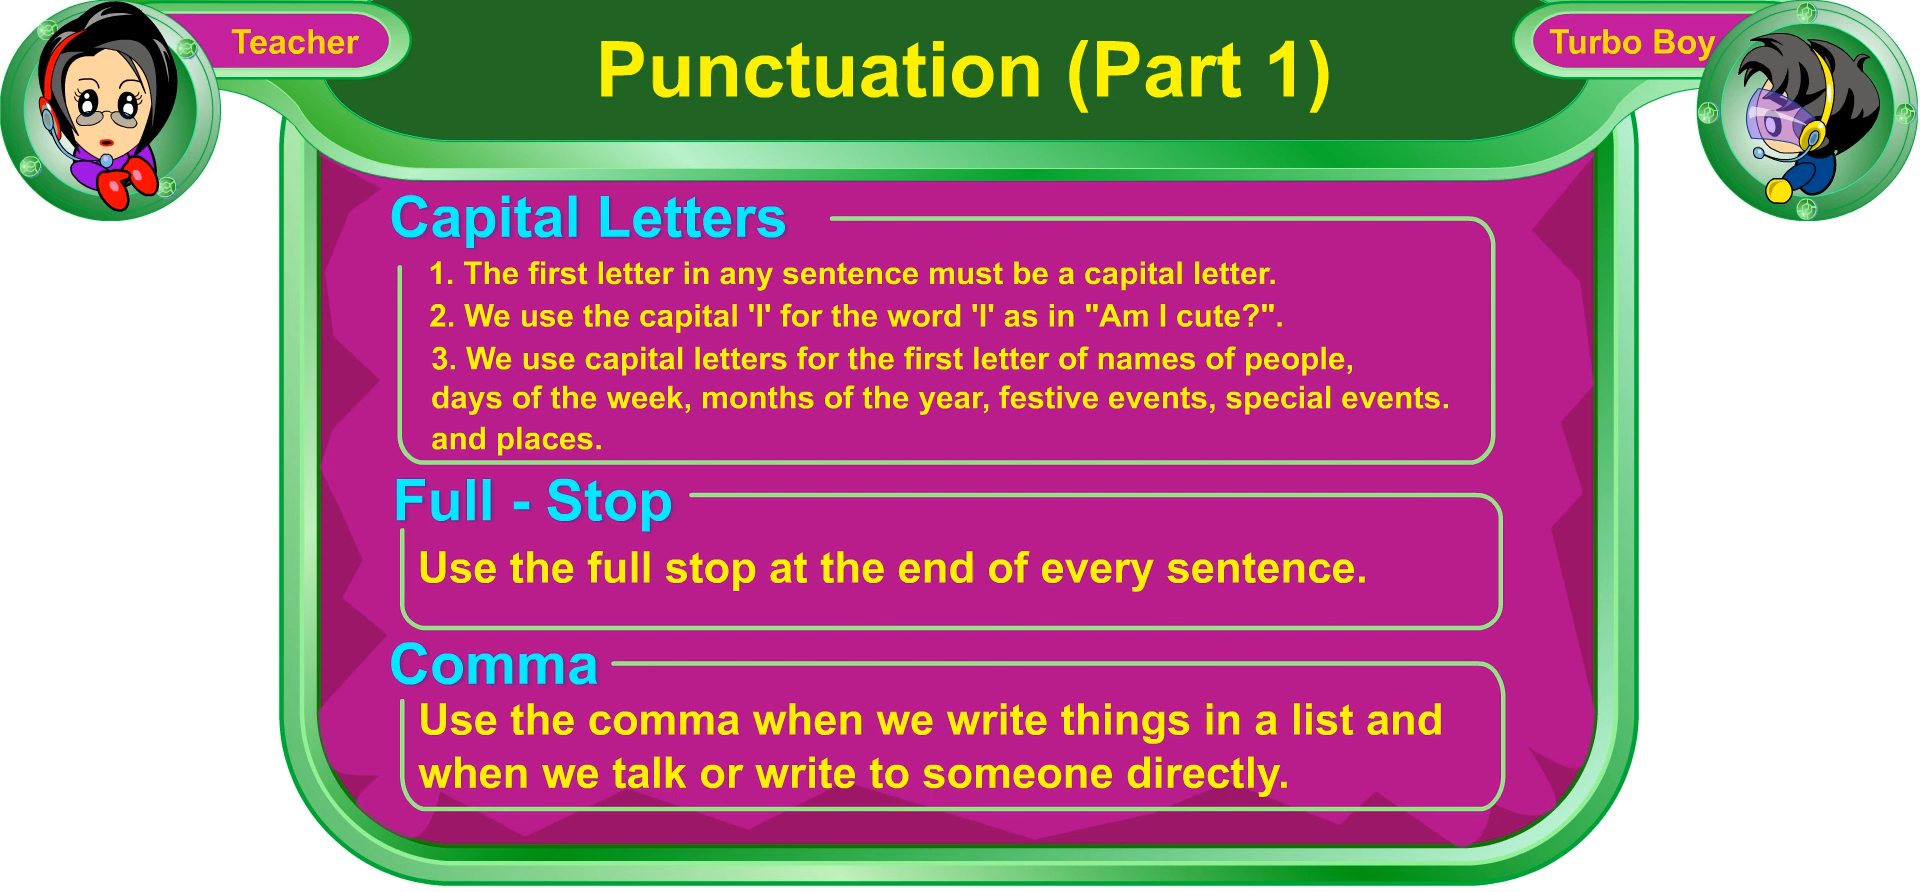 Teacher
Punctuation (Part 1)
Turbo Boy
Capital Letters
1. The first letter in any sentence must be a capital letter.
2. We use the capital 'I' for the word 'I' as in "Am I cute?".
3. We use capital letters for the first letter of names of people,
days of the week, months of the year, festive events, special events.
and places.
Full - Stop
Use the full stop at the end of every sentence.
Comma
Use the comma when we write things in a list and
when we talk or write to someone directly.